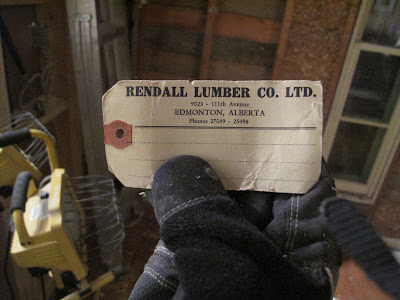 RENDALL LUMBER CO. LTD.
9025 - 111th Avenue
EDMONTON, ALBERTA
Phones 27049 - 25498